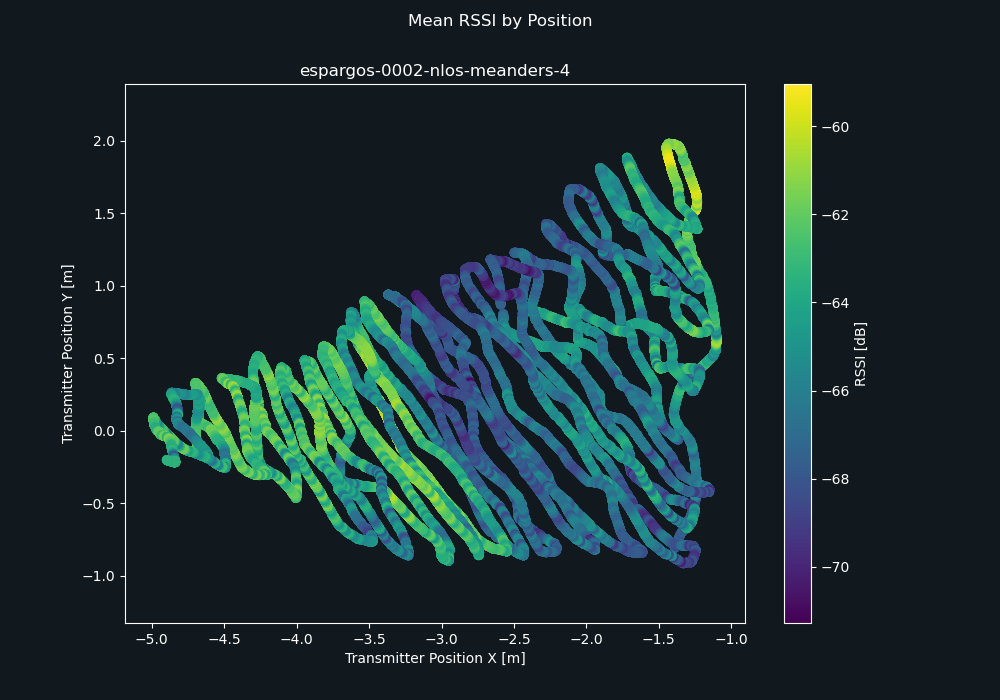 Mean RSSI by Position
espargos-0002-nlos-meanders-4
Transmitter Position Y [m]
2.0
1.5
1.0
0.5
0.0
−0.5
−1.0
−5.0 −4.5 −4.0 −3.5 −3.0 −2.5 −2.0 −1.5 −1.0
Transmitter Position X [m]
−60
−62
−64
−66
−68
−70
RSSI [dB]